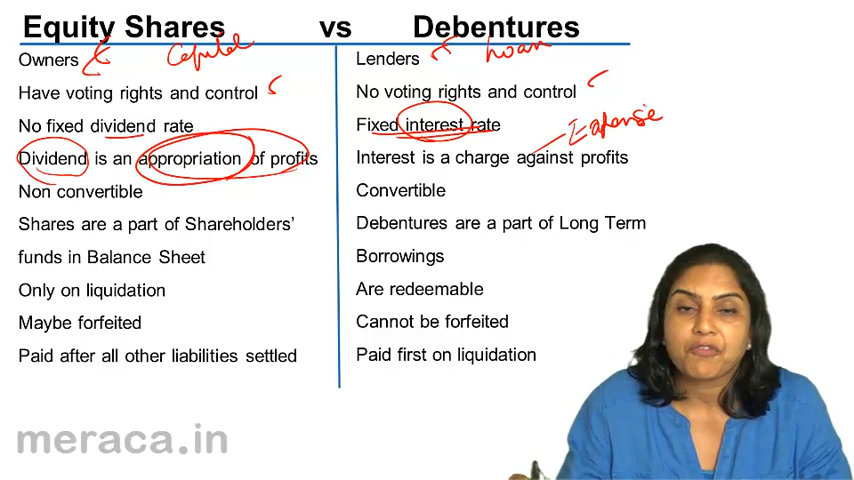 Equity Shares vs Debentures
Owners Capital Lenders Loan
Have voting rights and control No voting rights and control
No fixed dividend rate Fixed interest rate Expense
Dividend is an appropriation of profits Interest is a charge against profits
Non convertible Convertible
Shares are a part of Shareholders' Debentures are a part of Long Term
funds in Balance Sheet Borrowings
Only on liquidation Are redeemable
Maybe forfeited Cannot be forfeited
Paid after all other liabilities settled Paid first on liquidation
meraca.in